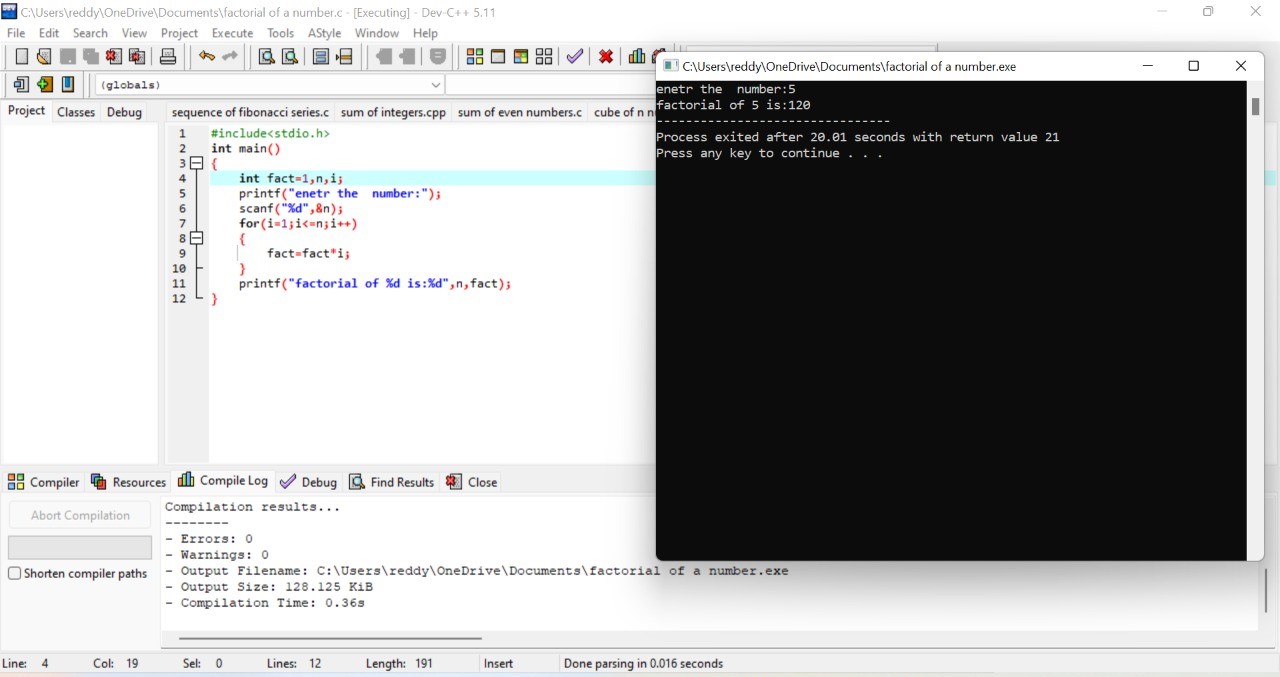 C:\Users\reddy\OneDrive\Documents\factorial of a number.c - [Executing] - Dev-C++ 5.11
File Edit Search View Project Execute Tools AStyle Window Help
(globals)
Project Classes Debug
sequence of fibonacci series.c sum of integers.cpp sum of even numbers.c cube of n
1 #include<stdio.h>
2 int main()
3 {
4 int fact=1,n,i;
5 printf("enetr the  number:");
6 scanf("%d",&n);
7 for(i=1;i<=n;i++)
8 {
9 fact=fact*i;
10 }
11 printf("factorial of %d is:%d",n,fact);
12 }
C:\Users\reddy\OneDrive\Documents\factorial of a number.exe
enetr the  number:5
factorial of 5 is:120
--------------------------------
Process exited after 20.01 seconds with return value 21
Press any key to continue . . .
Compiler Resources Compile Log Debug Find Results Close
Abort Compilation
Shorten compiler paths
Compilation results...
--------
- Errors: 0
- Warnings: 0
- Output Filename: C:\Users\reddy\OneDrive\Documents\factorial of a number.exe
- Output Size: 128.125 KiB
- Compilation Time: 0.36s
Line: 4 Col: 19 Sel: 0 Lines: 12 Length: 191 Insert Done parsing in 0.016 seconds